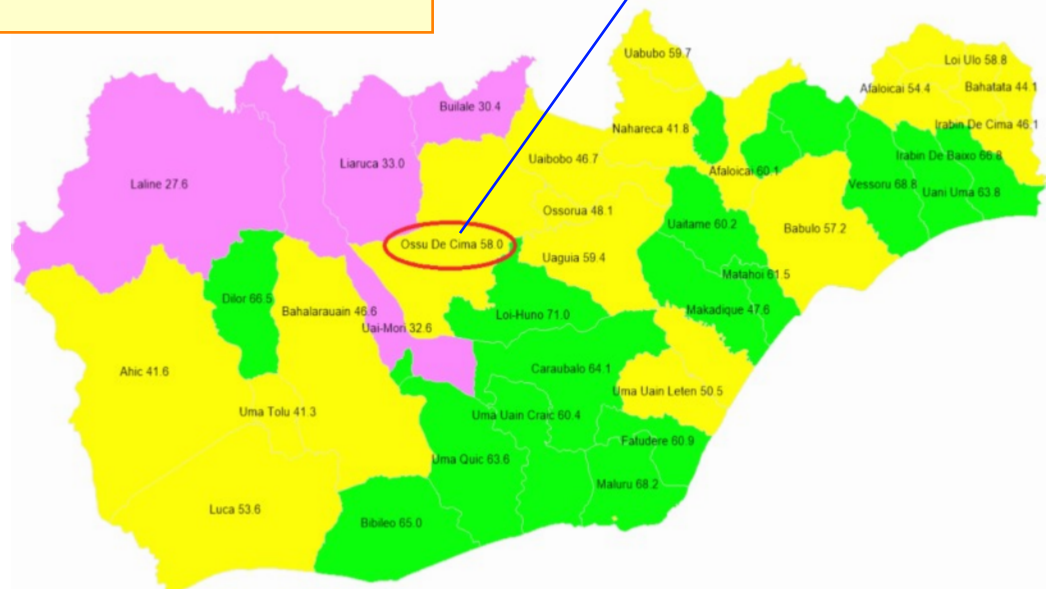 Uabubo 59.7
Loi Ulo 58.8
Afaloicai 54.4
Bahatata 44.1
Builale 30.4
Nahareca 41.8
Irabin De Cima 46.1
Liaruca 33.0
Uaibobo 46.7
Irabin De Baixo 66.8
Afaloicai 60.1
Laline 27.6
Vessoru 68.8
Uani Uma 63.8
Ossorua 48.1
Uaitame 60.2
Babulo 57.2
Ossu De Cima 58.0
Uaguia 59.4
Matahoi 61.5
Dilor 66.5
Bahalarauain 46.6
Makadique 47.6
Loi-Huno 71.0
Uai-Mori 32.6
Ahic 41.6
Caraubalo 64.1
Uma Uain Leten 50.5
Uma Tolu 41.3
Uma Uain Craic 60.4
Fatudere 60.9
Uma Quic 63.6
Maluru 68.2
Luca 53.6
Bibileo 65.0